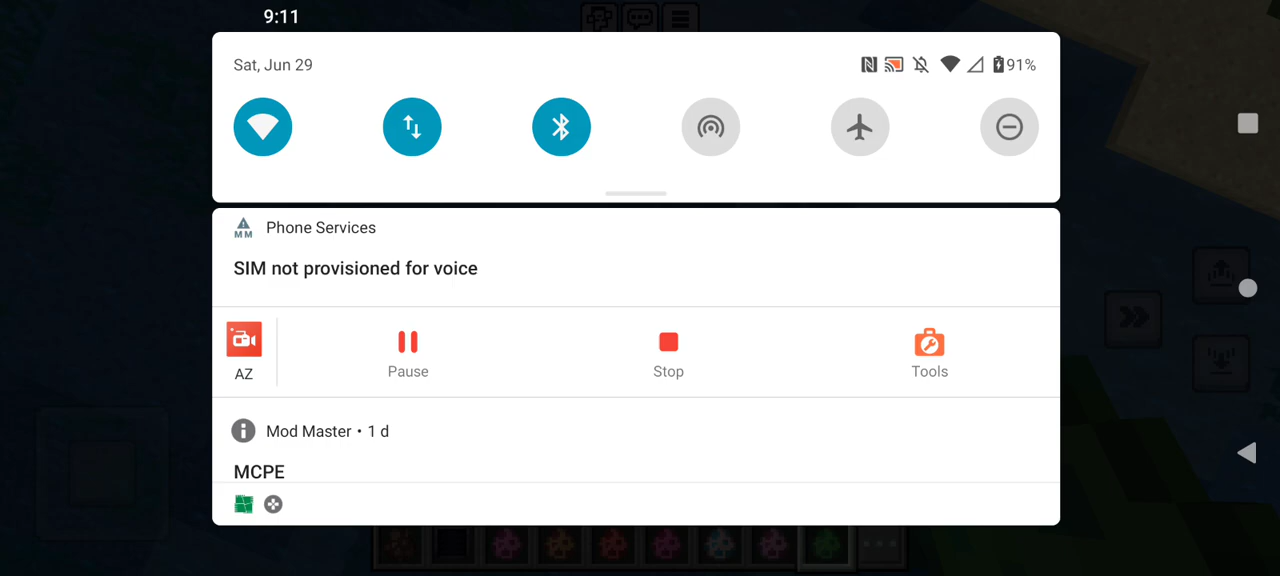 9:11
Sat, Jun 29
91%
MM
Phone Services
SIM not provisioned for voice
AZ
Pause
Stop
Tools
Mod Master • 1 d
MCPE